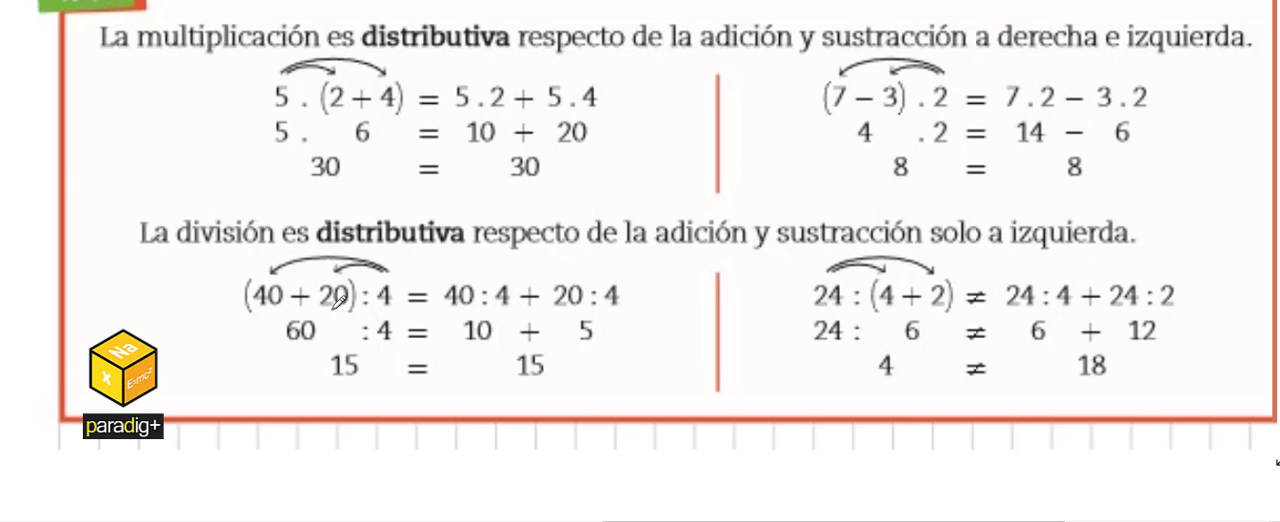 La multiplicación es distributiva respecto de la adición y sustracción a derecha e izquierda.
5 . (2 + 4) = 5 . 2 + 5 . 4
5 . 6 = 10 + 20
30 = 30
(7 − 3) . 2 = 7 . 2 − 3 . 2
4 . 2 = 14 − 6
8 = 8
La división es distributiva respecto de la adición y sustracción solo a izquierda.
(40 + 20) : 4 = 40 : 4 + 20 : 4
60 : 4 = 10 + 5
15 = 15
24 : (4 + 2) ≠ 24 : 4 + 24 : 2
24 : 6 ≠ 6 + 12
4 ≠ 18
Na
x
E=mc²
paradig+